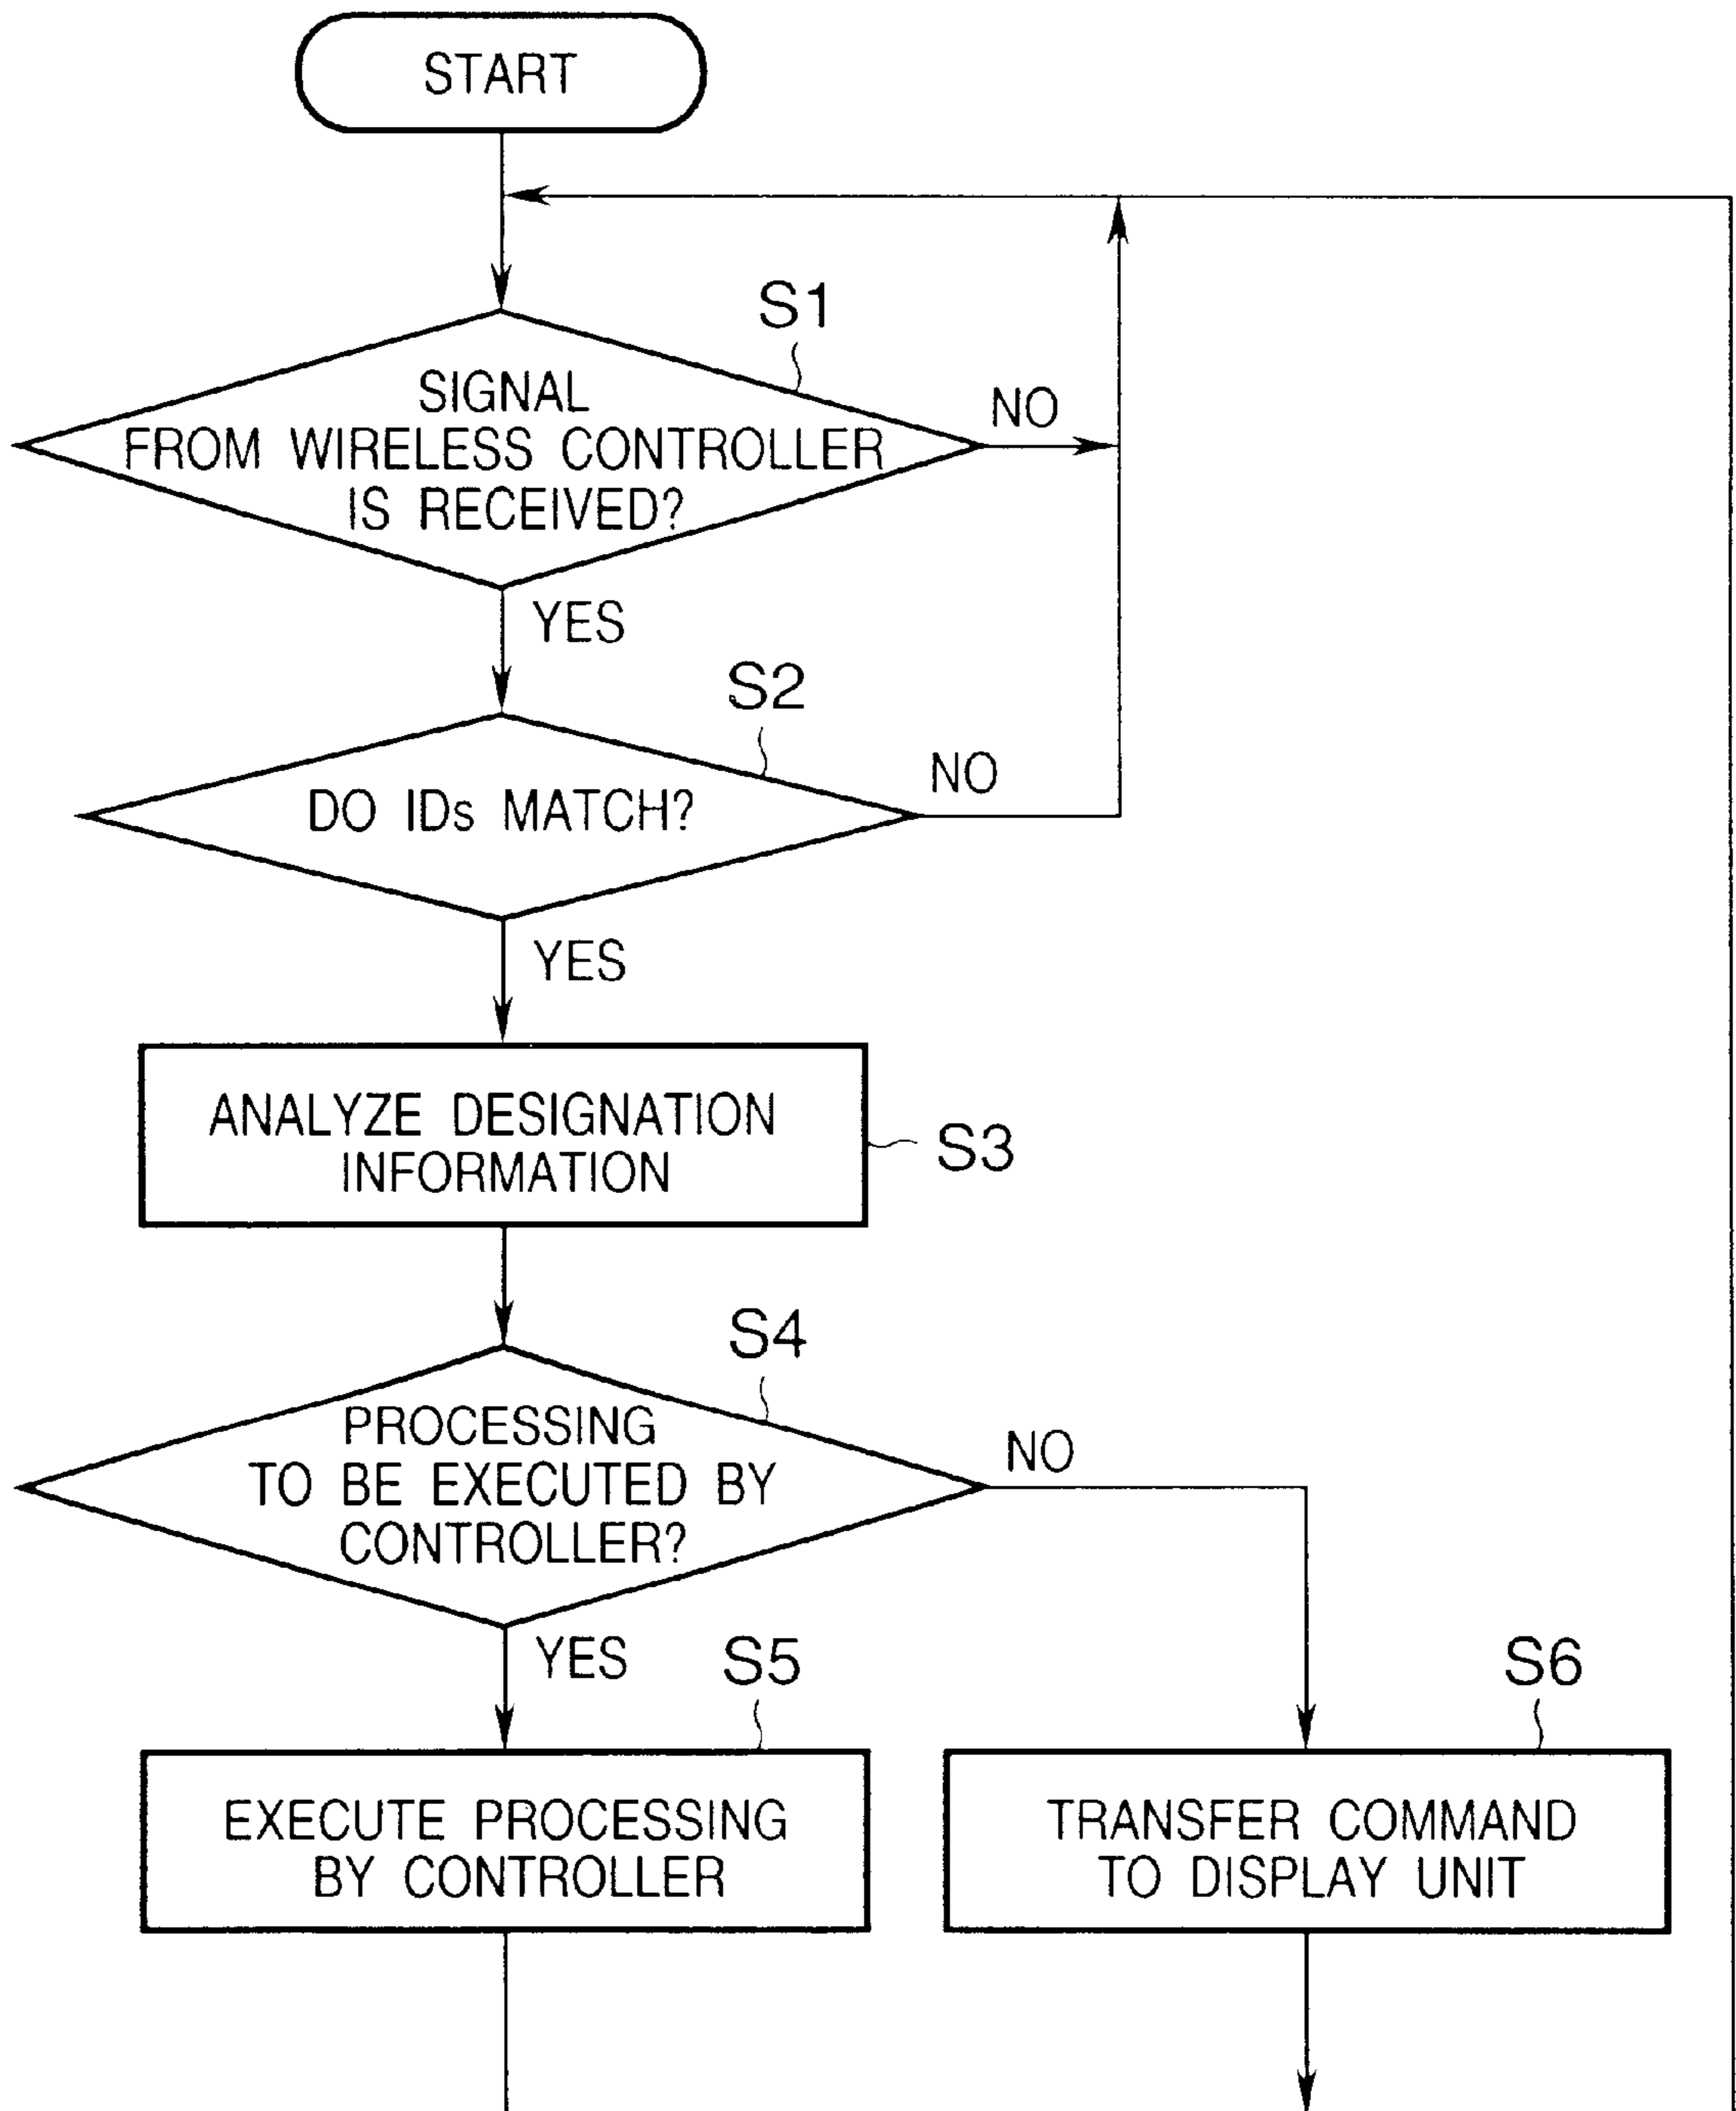 START
S1
SIGNAL
FROM WIRELESS CONTROLLER
IS RECEIVED?
NO
YES
S2
DO IDs MATCH?
NO
YES
ANALYZE DESIGNATION
INFORMATION
S3
S4
PROCESSING
TO BE EXECUTED BY
CONTROLLER?
NO
YES
S5
EXECUTE PROCESSING
BY CONTROLLER
S6
TRANSFER COMMAND
TO DISPLAY UNIT